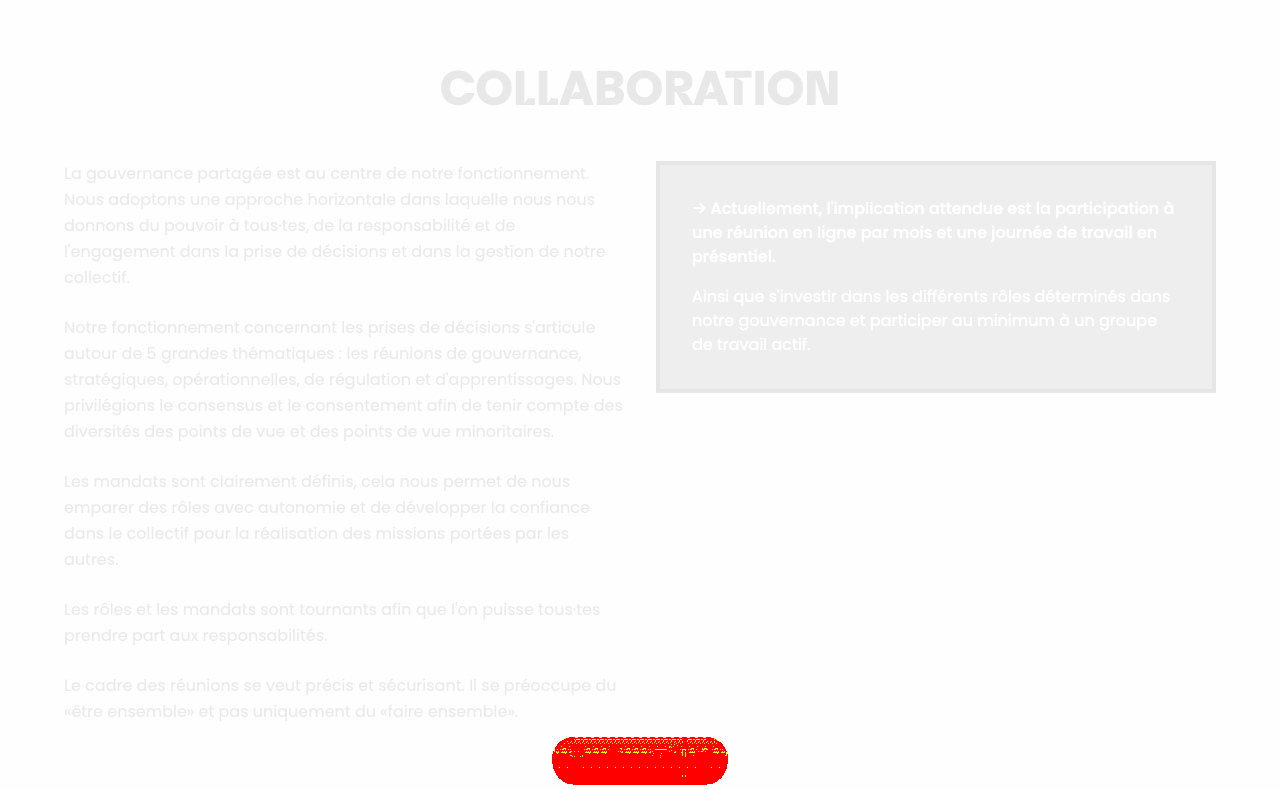 COLLABORATION
La gouvernance partagée est au centre de notre fonctionnement.
Nous adoptons une approche horizontale dans laquelle nous nous
donnons du pouvoir à tous·tes, de la responsabilité et de
l'engagement dans la prise de décisions et dans la gestion de notre
collectif.
Notre fonctionnement concernant les prises de décisions s'articule
autour de 5 grandes thématiques : les réunions de gouvernance,
stratégiques, opérationnelles, de régulation et d'apprentissages. Nous
privilégions le consensus et le consentement afin de tenir compte des
diversités des points de vue et des points de vue minoritaires.
Les mandats sont clairement définis, cela nous permet de nous
emparer des rôles avec autonomie et de développer la confiance
dans le collectif pour la réalisation des missions portées par les
autres.
Les rôles et les mandats sont tournants afin que l'on puisse tous·tes
prendre part aux responsabilités.
Le cadre des réunions se veut précis et sécurisant. Il se préoccupe du
«être ensemble» et pas uniquement du «faire ensemble».
→ Actuellement, l'implication attendue est la participation à
une réunion en ligne par mois et une journée de travail en
présentiel.
Ainsi que s'investir dans les différents rôles déterminés dans
notre gouvernance et participer au minimum à un groupe
de travail actif.